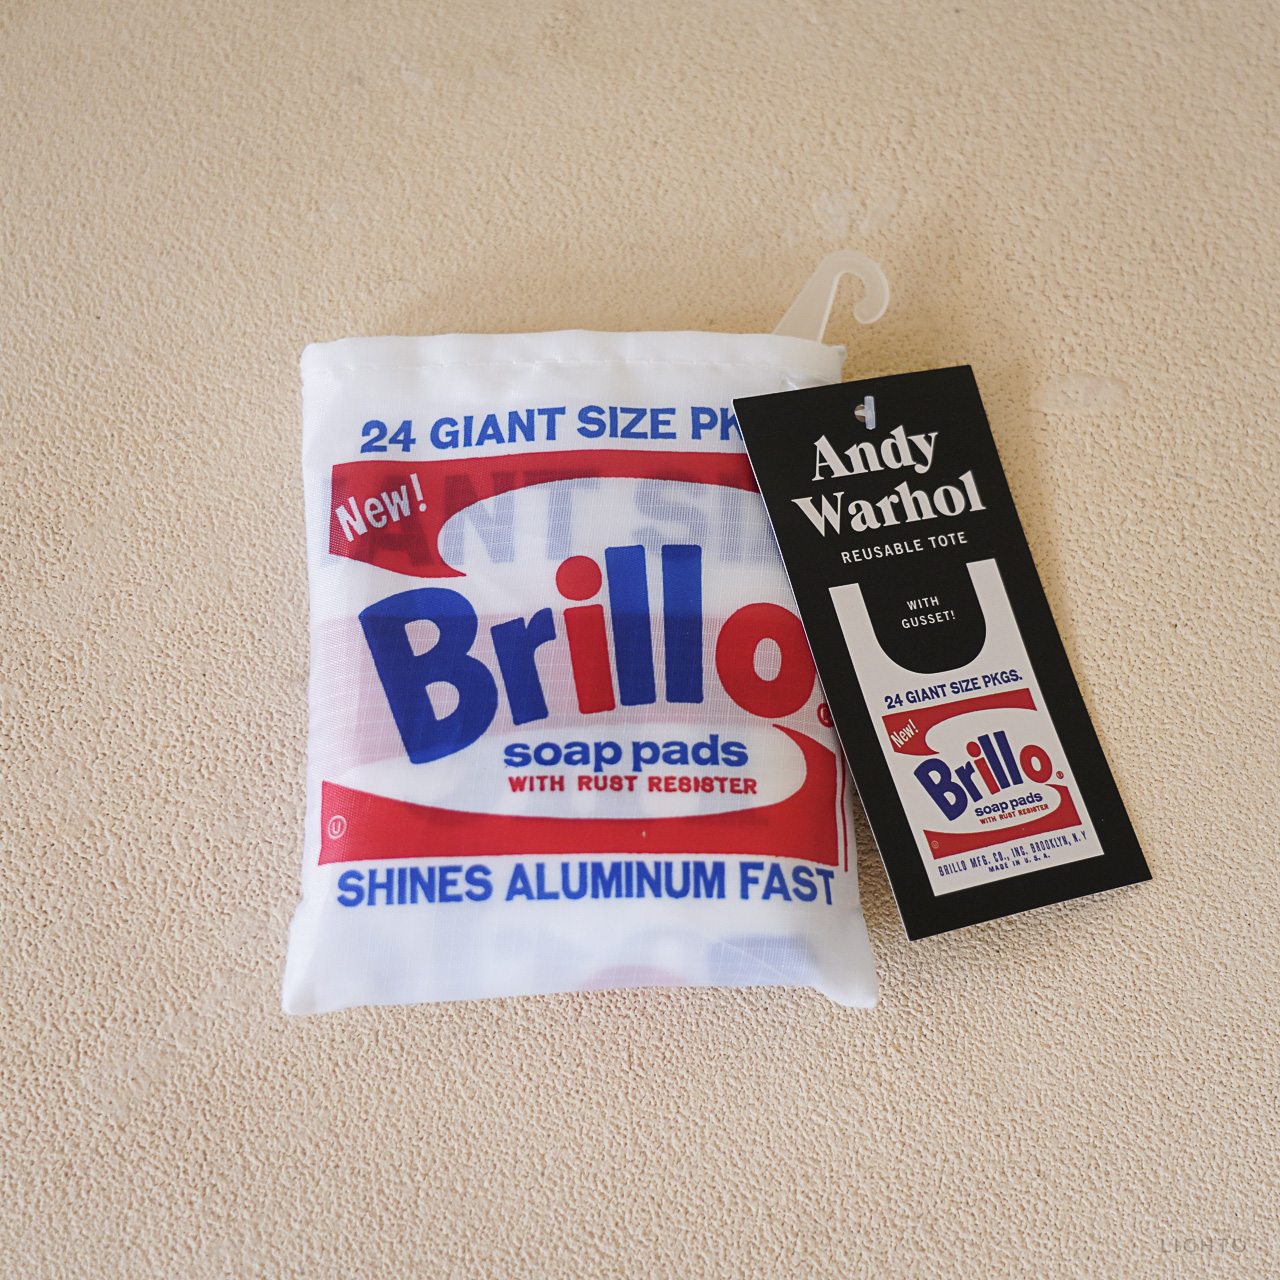 24 GIANT SIZE PK
New!
Brillo
®
soap pads
WITH RUST RESISTER
U
SHINES ALUMINUM FAST
Andy
Warhol
REUSABLE TOTE
WITH
GUSSET!
24 GIANT SIZE PKGS.
New!
Brillo®
soap pads
WITH RUST RESISTER
U
BRILLO MFG. CO., INC. BROOKLYN, N.Y
MADE IN U.S.A.
LIGHTU